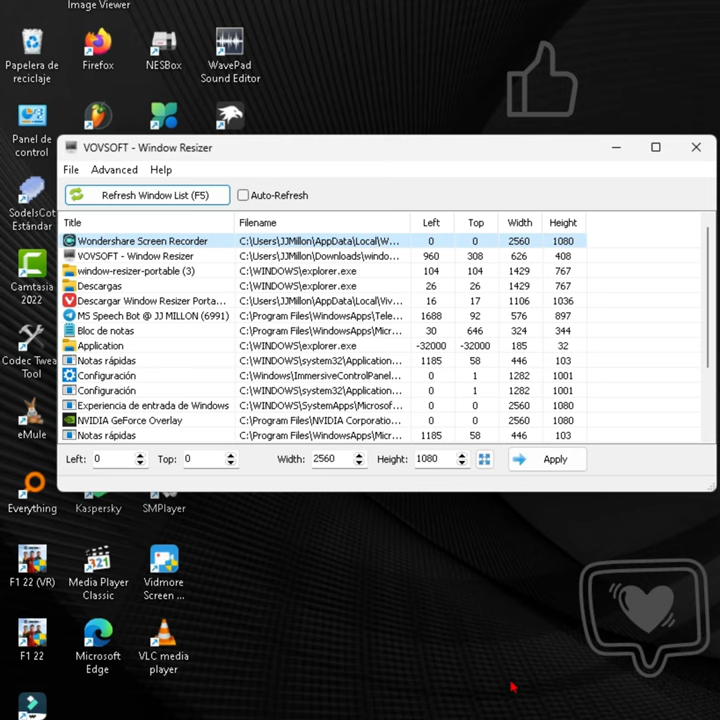 Image Viewer
Papelera de
reciclaje
Firefox
NESBox
WavePad
Sound Editor
Panel de
control
VOVSOFT - Window Resizer
File Advanced Help
Refresh Window List (F5) Auto-Refresh
Title Filename Left Top Width Height
Wondershare Screen Recorder C:\Users\JJMillon\AppData\Local\W... 0 0 2560 1080
VOVSOFT - Window Resizer C:\Users\JJMillon\Downloads\windo... 960 308 626 408
window-resizer-portable (3) C:\WINDOWS\explorer.exe 104 104 1429 767
Descargas C:\WINDOWS\explorer.exe 26 26 1429 767
Descargar Window Resizer Porta... C:\Users\JJMillon\AppData\Local\Viv... 16 17 1106 1036
MS Speech Bot @ JJ MILLON (6991) C:\Program Files\WindowsApps\Tele... 1688 92 576 897
Bloc de notas C:\Program Files\WindowsApps\Micr... 30 646 324 344
Application C:\WINDOWS\explorer.exe -32000 -32000 185 32
Notas rápidas C:\WINDOWS\system32\Application... 1185 58 446 103
Configuración C:\Windows\ImmersiveControlPanel... 0 1 1282 1001
Configuración C:\WINDOWS\system32\Application... 0 1 1282 1001
Experiencia de entrada de Windows C:\WINDOWS\SystemApps\Microsof... 0 0 2560 1080
NVIDIA GeForce Overlay C:\Program Files\NVIDIA Corporatio... 0 0 2560 1080
Notas rápidas C:\Program Files\WindowsApps\Micr... 1185 58 446 103
Left: 0 Top: 0 Width: 2560 Height: 1080 Apply
SodelsCot
Estándar
Camtasia
2022
Codec Twea
Tool
eMule
Everything
Kaspersky
SMPlayer
F1 22 (VR)
Media Player
Classic
Vidmore
Screen ...
F1 22
Microsoft
Edge
VLC media
player